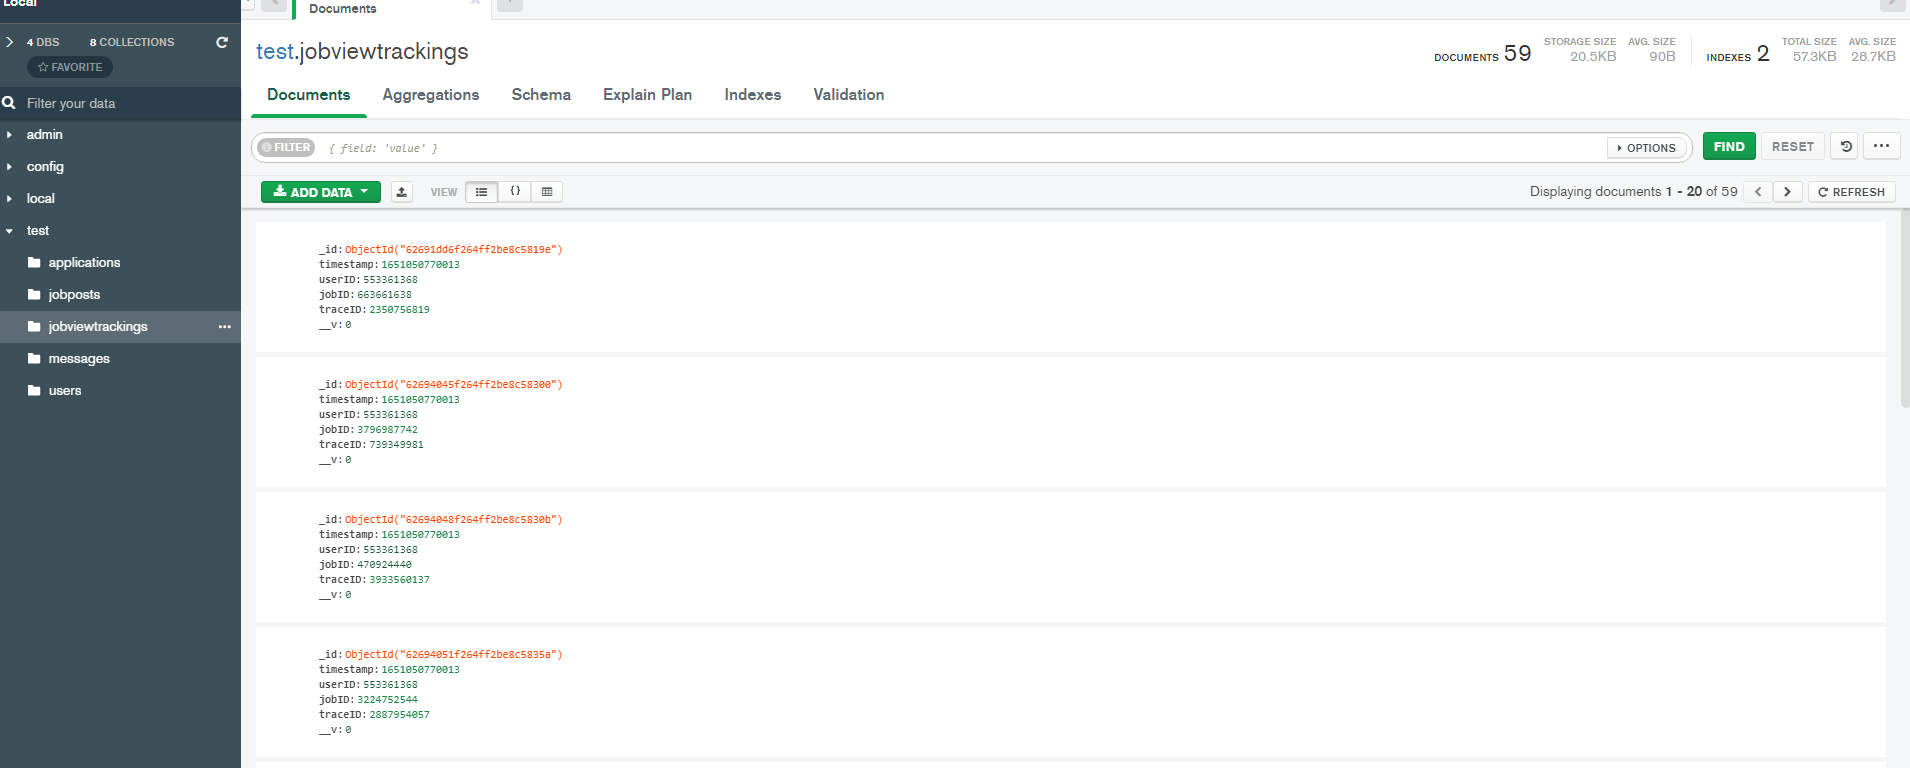 Local
4 DBS 8 COLLECTIONS
FAVORITE
Filter your data
admin
config
local
test
applications
jobposts
jobviewtrackings
messages
users
Documents
test.jobviewtrackings
DOCUMENTS 59 STORAGE SIZE 20.5KB AVG. SIZE 90B INDEXES 2 TOTAL SIZE 57.3KB AVG. SIZE 28.7KB
Documents Aggregations Schema Explain Plan Indexes Validation
FILTER { field: 'value' } OPTIONS FIND RESET
ADD DATA VIEW {} Displaying documents 1 - 20 of 59 REFRESH
_id: ObjectId("62691dd6f264ff2be8c5819e")
timestamp: 1651050770013
userID: 553361368
jobID: 663661638
traceID: 2350756819
__v: 0
_id: ObjectId("62694045f264ff2be8c58300")
timestamp: 1651050770013
userID: 553361368
jobID: 3796987742
traceID: 739349981
__v: 0
_id: ObjectId("62694048f264ff2be8c5830b")
timestamp: 1651050770013
userID: 553361368
jobID: 470924440
traceID: 3933560137
__v: 0
_id: ObjectId("62694051f264ff2be8c5835a")
timestamp: 1651050770013
userID: 553361368
jobID: 3224752544
traceID: 2887954057
__v: 0